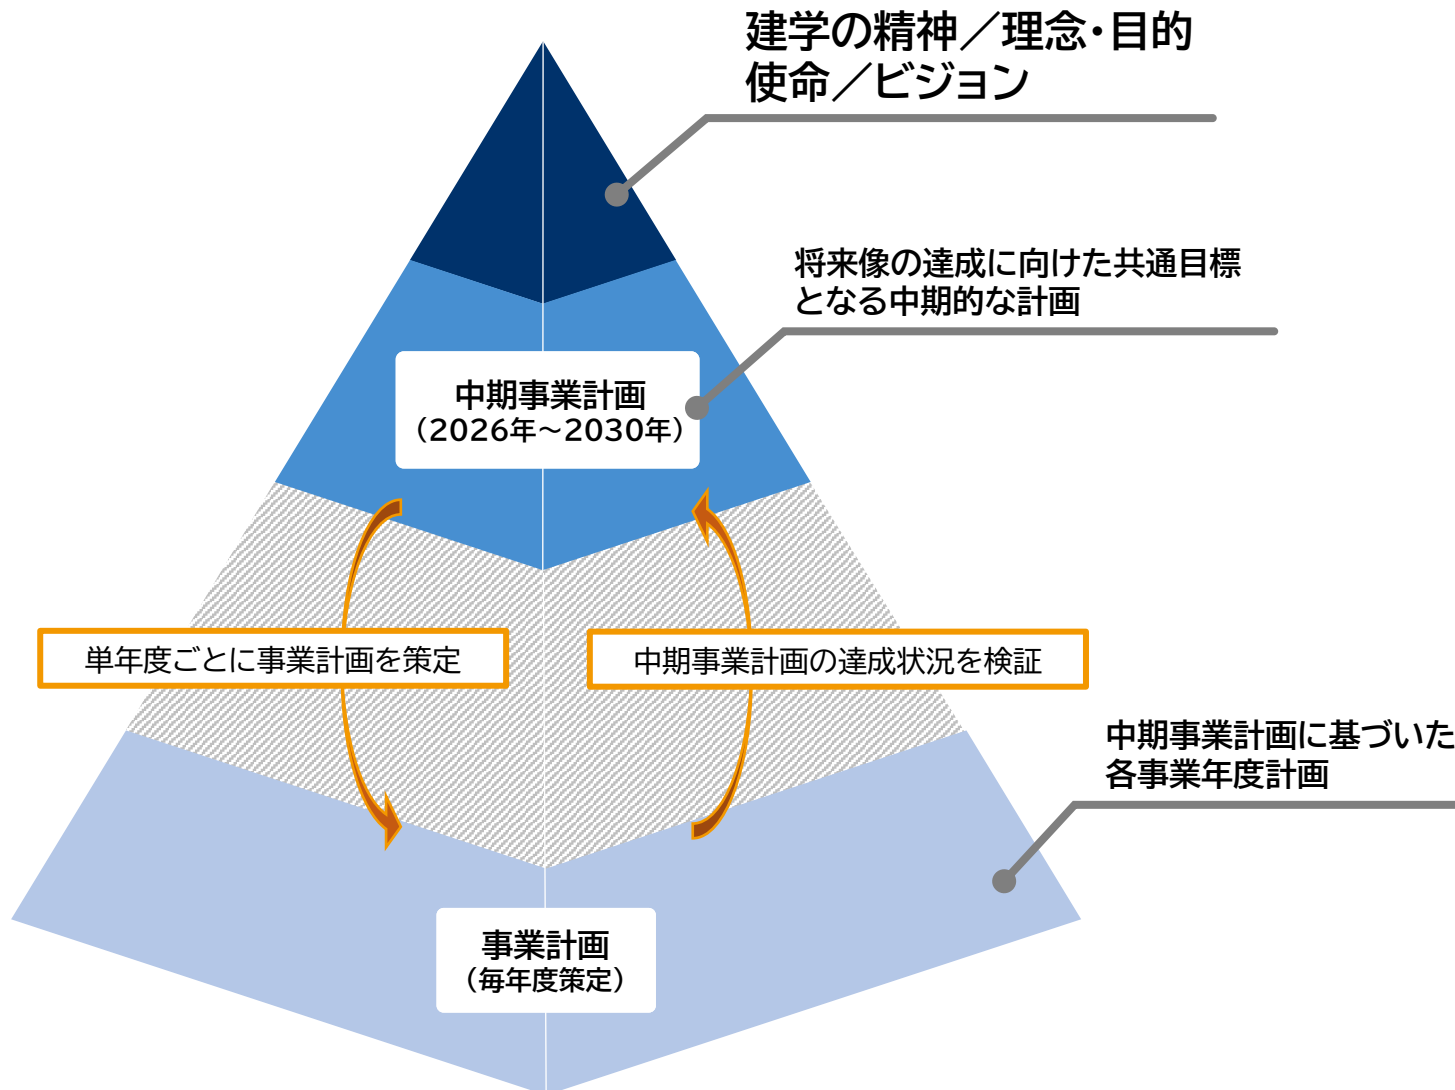 建学の精神／理念・目的
使命／ビジョン
将来像の達成に向けた共通目標
となる中期的な計画
中期事業計画
（2026年～2030年）
単年度ごとに事業計画を策定
中期事業計画の達成状況を検証
中期事業計画に基づいた
各事業年度計画
事業計画
（毎年度策定）